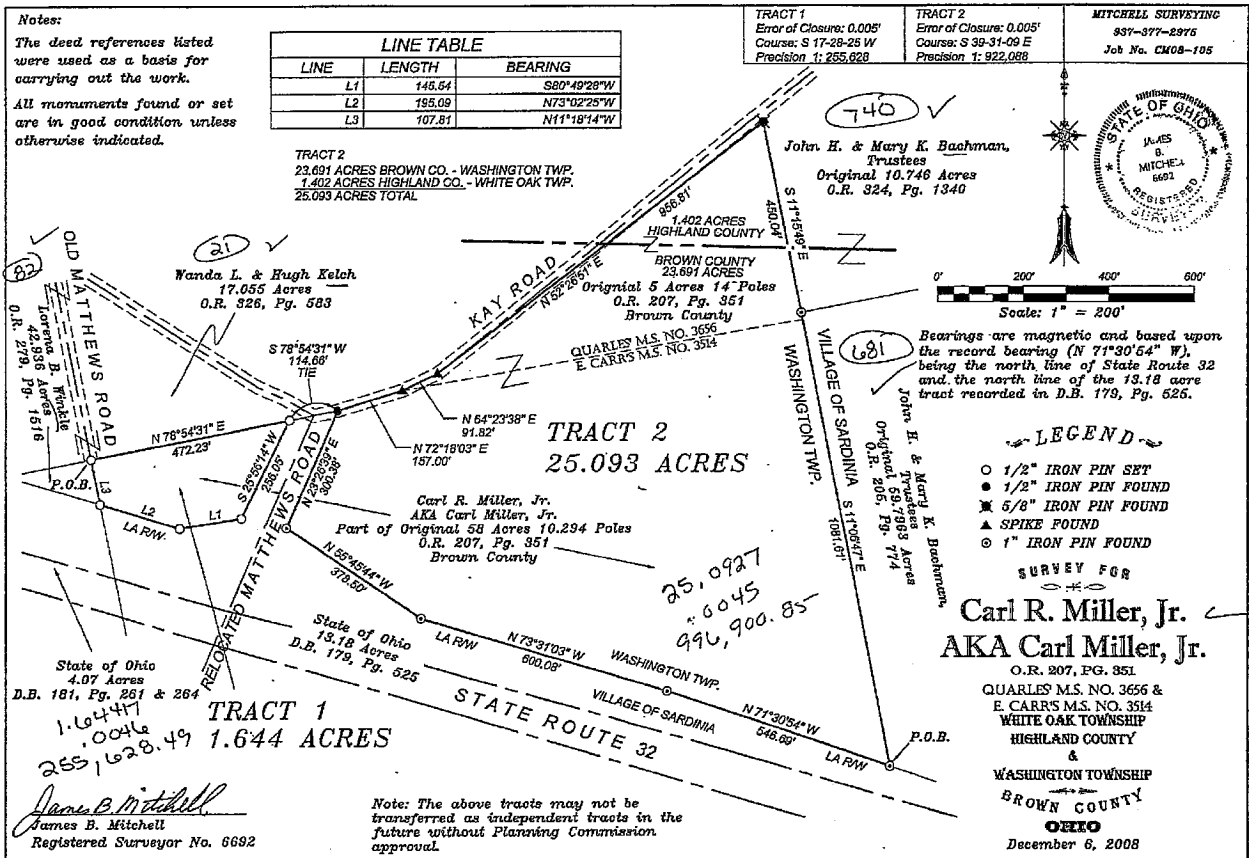 Notes:
The deed references listed
were used as a basis for
carrying out the work.
All monuments found or set
are in good condition unless
otherwise indicated.
LINE TABLE
LINE LENGTH BEARING
L1 145.54 S80°49'28"W
L2 195.09 N73°02'25"W
L3 107.81 N11°18'14"W
TRACT 1
Error of Closure: 0.005'
Course: S 17-28-25 W
Precision 1: 255,628
TRACT 2
Error of Closure: 0.005'
Course: S 39-31-09 E
Precision 1: 922,088
MITCHELL SURVEYING
937-377-2975
Job No. CM08-105
TRACT 2
23.691 ACRES BROWN CO. - WASHINGTON TWP.
1.402 ACRES HIGHLAND CO. - WHITE OAK TWP.
25.093 ACRES TOTAL
740
John H. & Mary K. Bachman,
Trustees
Original 10.746 Acres
O.R. 324, Pg. 1340
STATE OF OHIO
JAMES
B.
MITCHELL
6692
REGISTERED
SURVEYOR
956.81'
N 52°26'51" E
KAY ROAD
S 11°15'49" E
450.04'
1.402 ACRES
HIGHLAND COUNTY
BROWN COUNTY
23.691 ACRES
Orignial 5 Acres 14 Poles
O.R. 207, Pg. 351
Brown County
QUARLES' M.S. NO. 3656
E. CARR'S M.S. NO. 3514
0' 200' 400' 600'
Scale: 1" = 200'
Bearings are magnetic and based upon
the record bearing (N 71°30'54" W),
being the north line of State Route 32
and the north line of the 13.18 acre
tract recorded in D.B. 179, Pg. 525.
82
OLD MATTHEWS ROAD
Lorena B. Winkle
42.896 Acres
O.R. 279, Pg. 1516
21
Wanda L. & Hugh Kelch
17.055 Acres
O.R. 326, Pg. 583
S 78°54'31" W
114.66'
TIE
N 78°54'31" E
472.23'
P.O.B.
L3
L2
L1
LA R/W.
S 25°56'14" W
256.05'
N 23°26'39" E
300.38'
N 64°23'38" E
91.82'
N 72°18'03" E
157.00'
TRACT 2
25.093 ACRES
681
John H. & Mary K. Bachman,
Trustees
Original 59.7963 Acres
O.R. 205, Pg. 774
VILLAGE OF SARDINIA
WASHINGTON TWP.
S 11°06'47" E
1081.61'
LEGEND
1/2" IRON PIN SET
1/2" IRON PIN FOUND
5/8" IRON PIN FOUND
SPIKE FOUND
1" IRON PIN FOUND
Carl R. Miller, Jr.
AKA Carl Miller, Jr.
Part of Original 58 Acres 10.294 Poles
O.R. 207, Pg. 351
Brown County
RELOCATED MATTHEWS ROAD
N 55°45'44" W
378.50'
25,0927
.0045
996,900.85
State of Ohio
13.18 Acres
D.B. 179, Pg. 525
LA R/W
N 73°31'03" W
600.08'
WASHINGTON TWP.
VILLAGE OF SARDINIA
N 71°30'54" W
546.69'
LA R/W
P.O.B.
STATE ROUTE 32
State of Ohio
4.07 Acres
D.B. 181, Pg. 261 & 264
1.64417
.0046
255,628.49
TRACT 1
1.644 ACRES
SURVEY FOR
Carl R. Miller, Jr.
AKA Carl Miller, Jr.
O.R. 207, PG. 351
QUARLES' M.S. NO. 3656 &
E. CARR'S M.S. NO. 3514
WHITE OAK TOWNSHIP
HIGHLAND COUNTY
&
WASHINGTON TOWNSHIP
BROWN COUNTY
OHIO
December 6, 2008
James B. Mitchell
James B. Mitchell
Registered Surveyor No. 6692
Note: The above tracts may not be
transferred as independent tracts in the
future without Planning Commission
approval.